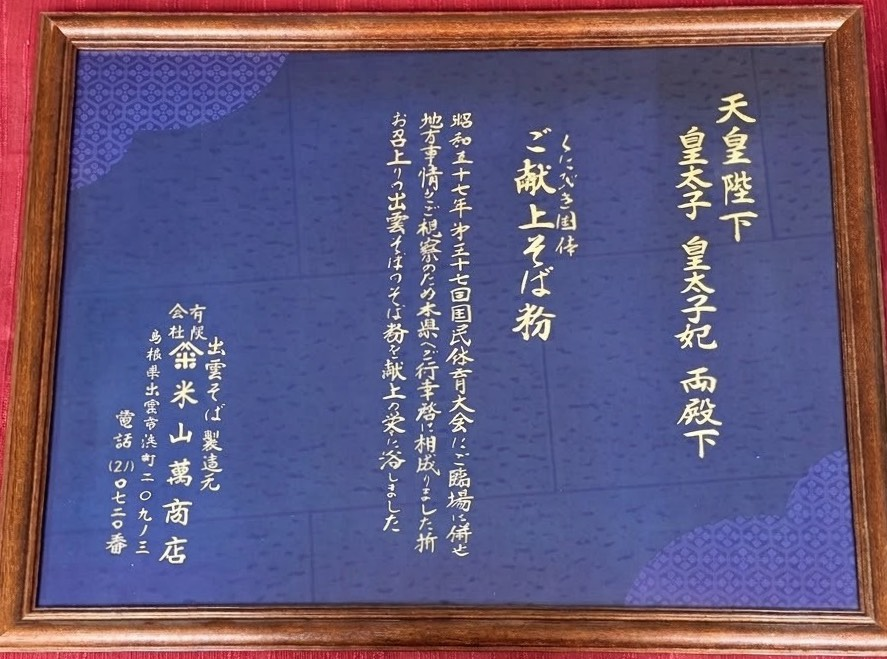 天皇陛下
皇太子 皇太子妃 両殿下
くにびき国体
ご献上そば粉
昭和五十七年第三十七回国民体育大会にご臨場に併せ
地方事情をご視察のため本県へご行幸啓に相成りました折
お召上りの出雲そばのそば粉を献上の栄に浴しました
出雲そば製造元
有限会社 米山萬商店
島根県出雲市浜町二〇九ノ三
電話(21)〇七二〇番